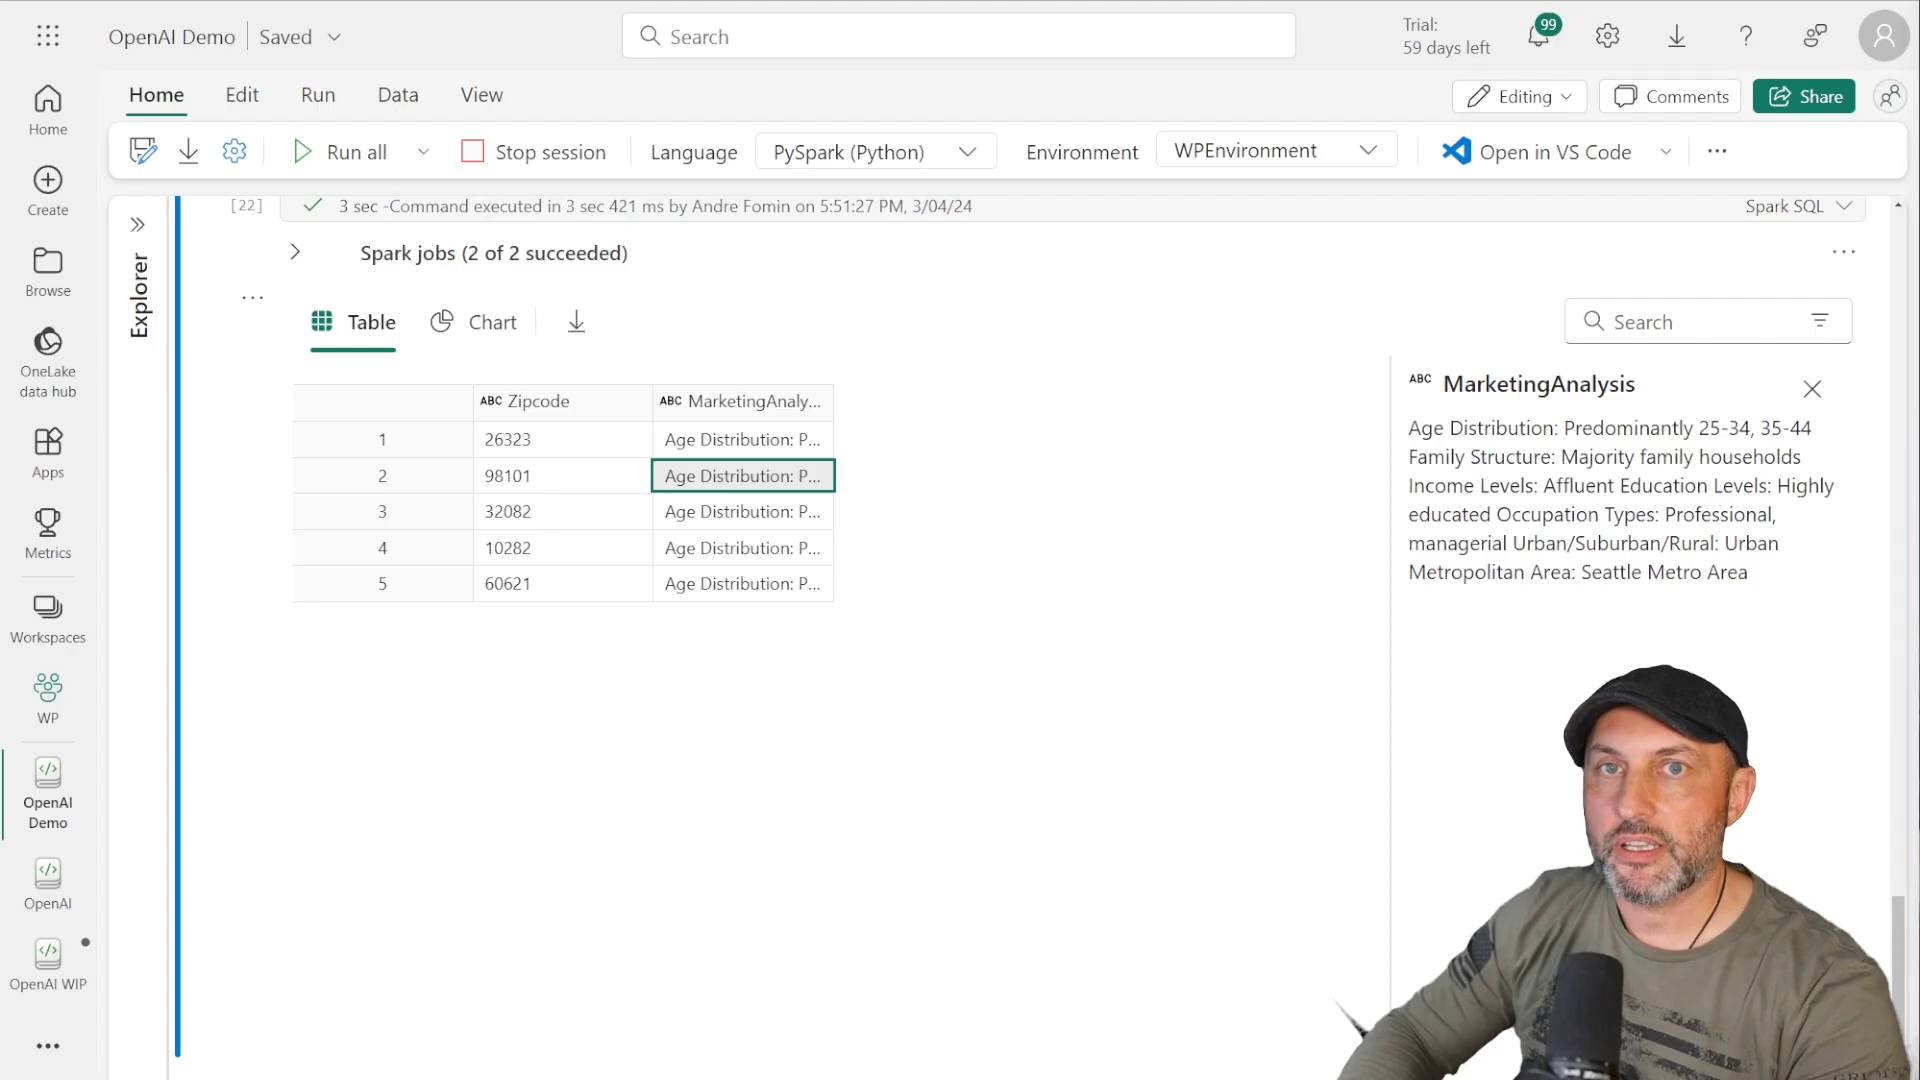 OpenAI Demo
Saved
Search
Trial:
59 days left
99
?
Home
Edit
Run
Data
View
Editing
Comments
Share
Run all
Stop session
Language
PySpark (Python)
Environment
WPEnvironment
Open in VS Code
Home
Create
Browse
OneLake
data hub
Apps
Metrics
Workspaces
WP
OpenAI
Demo
OpenAI
OpenAI WIP
Explorer
[22]
3 sec -Command executed in 3 sec 421 ms by Andre Fomin on 5:51:27 PM, 3/04/24
Spark SQL
Spark jobs (2 of 2 succeeded)
Table
Chart
Search
ABC Zipcode
ABC MarketingAnaly...
1 26323 Age Distribution: P...
2 98101 Age Distribution: P...
3 32082 Age Distribution: P...
4 10282 Age Distribution: P...
5 60621 Age Distribution: P...
ABC MarketingAnalysis
Age Distribution: Predominantly 25-34, 35-44
Family Structure: Majority family households
Income Levels: Affluent Education Levels: Highly
educated Occupation Types: Professional,
managerial Urban/Suburban/Rural: Urban
Metropolitan Area: Seattle Metro Area